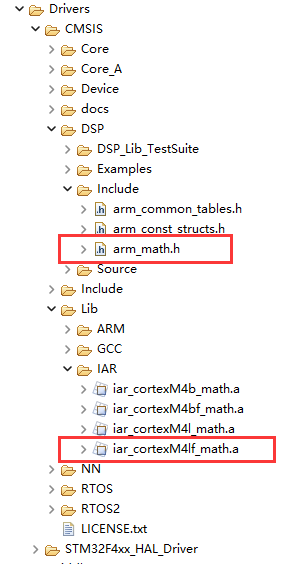 Drivers
CMSIS
Core
Core_A
Device
docs
DSP
DSP_Lib_TestSuite
Examples
Include
arm_common_tables.h
arm_const_structs.h
arm_math.h
Source
Include
Lib
ARM
GCC
IAR
iar_cortexM4b_math.a
iar_cortexM4bf_math.a
iar_cortexM4l_math.a
iar_cortexM4lf_math.a
NN
RTOS
RTOS2
LICENSE.txt
STM32F4xx_HAL_Driver